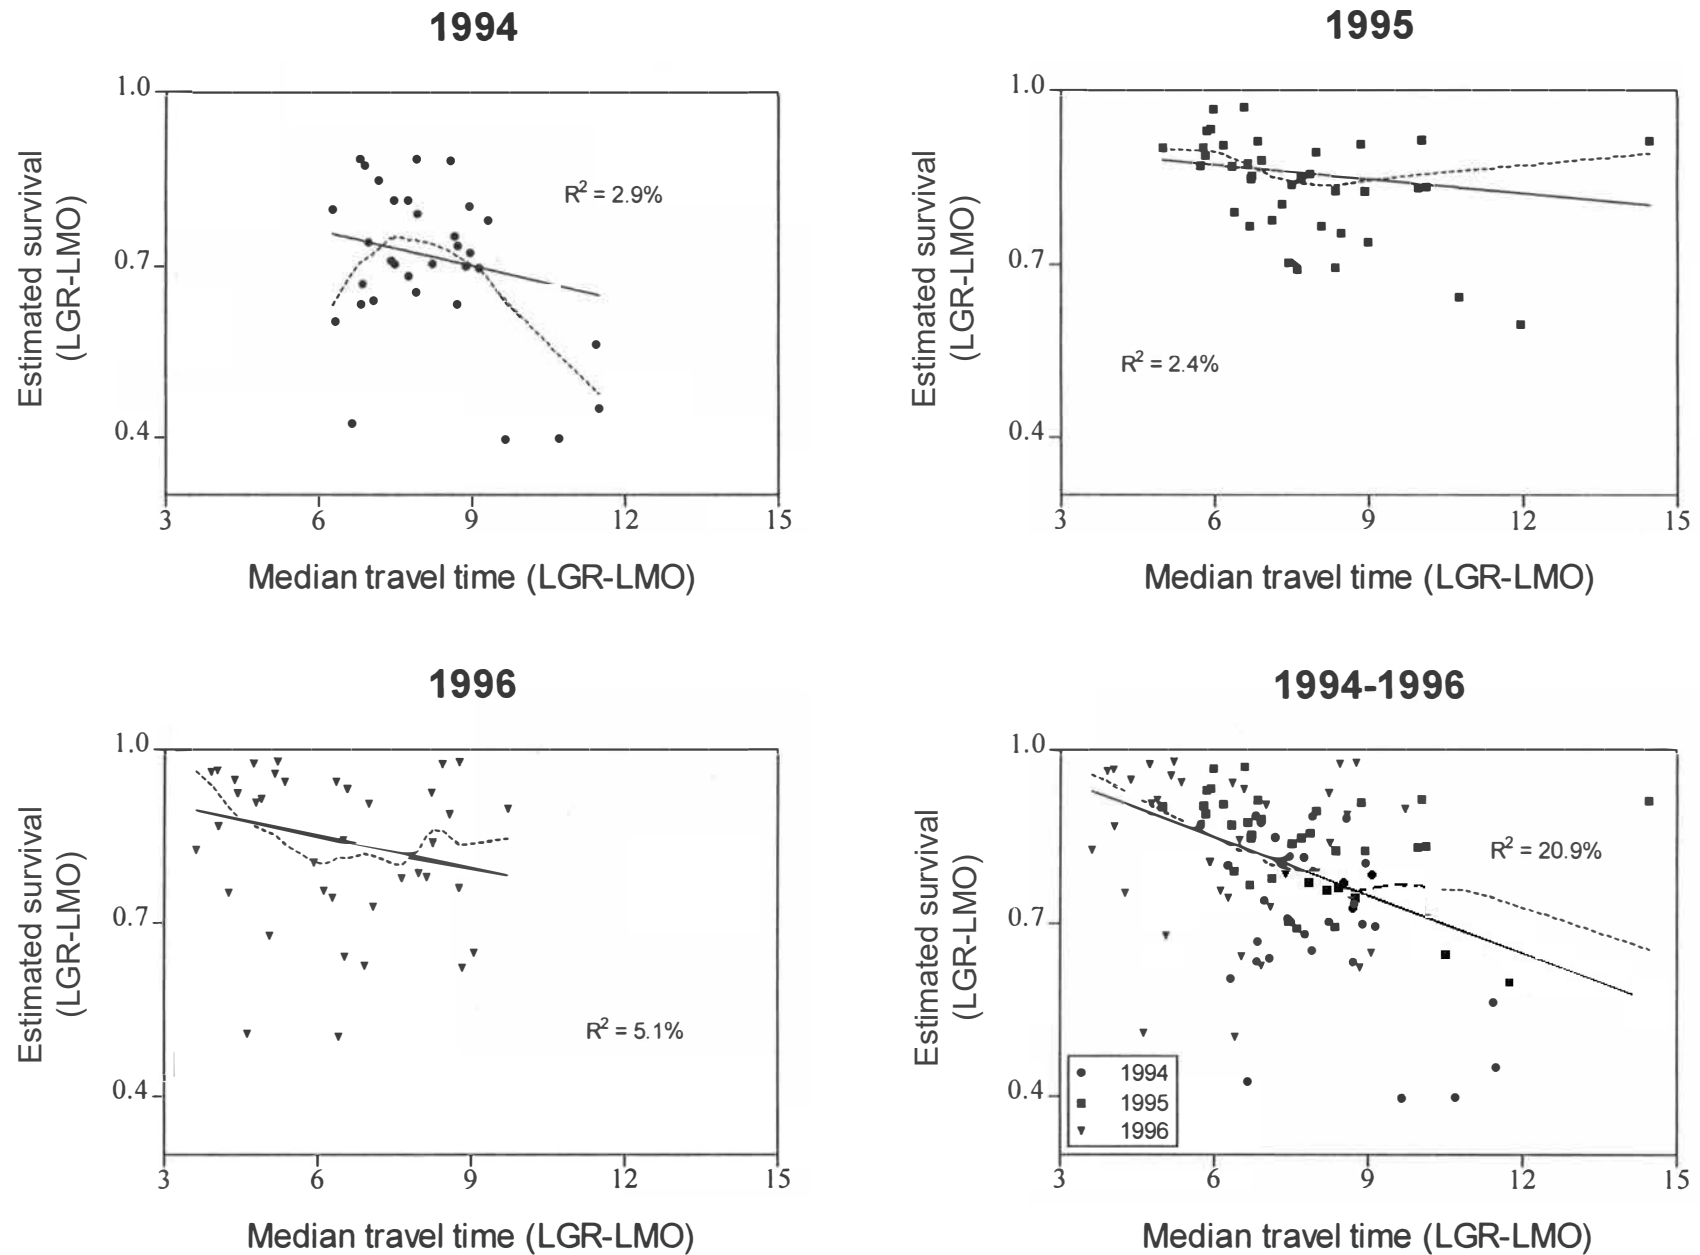 1994
1.0
0.7
0.4
Estimated survival
(LGR-LMO)
R² = 2.9%
3 6 9 12 15
Median travel time (LGR-LMO)
1995
1.0
0.7
0.4
Estimated survival
(LGR-LMO)
R² = 2.4%
3 6 9 12 15
Median travel time (LGR-LMO)
1996
1.0
0.7
0.4
Estimated survival
(LGR-LMO)
R² = 5.1%
3 6 9 12 15
Median travel time (LGR-LMO)
1994-1996
1.0
0.7
0.4
Estimated survival
(LGR-LMO)
R² = 20.9%
1994
1995
1996
3 6 9 12 15
Median travel time (LGR-LMO)